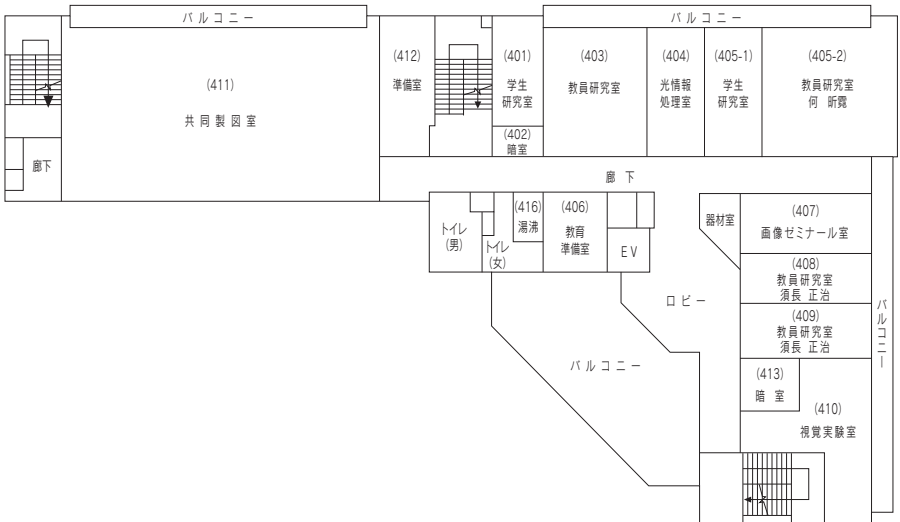 バルコニー
バルコニー
(411)
共同製図室
(412)
準備室
(401)
学生
研究室
(402)
暗室
(403)
教員研究室
(404)
光情報
処理室
(405-1)
学生
研究室
(405-2)
教員研究室
何 昕霓
廊下
廊下
トイレ
(男)
トイレ
(女)
(416)
湯沸
(406)
教育
準備室
EV
器材室
(407)
画像ゼミナール室
(408)
教員研究室
須長 正治
ロビー
(409)
教員研究室
須長 正治
バルコニー
バルコニー
(413)
暗室
(410)
視覚実験室